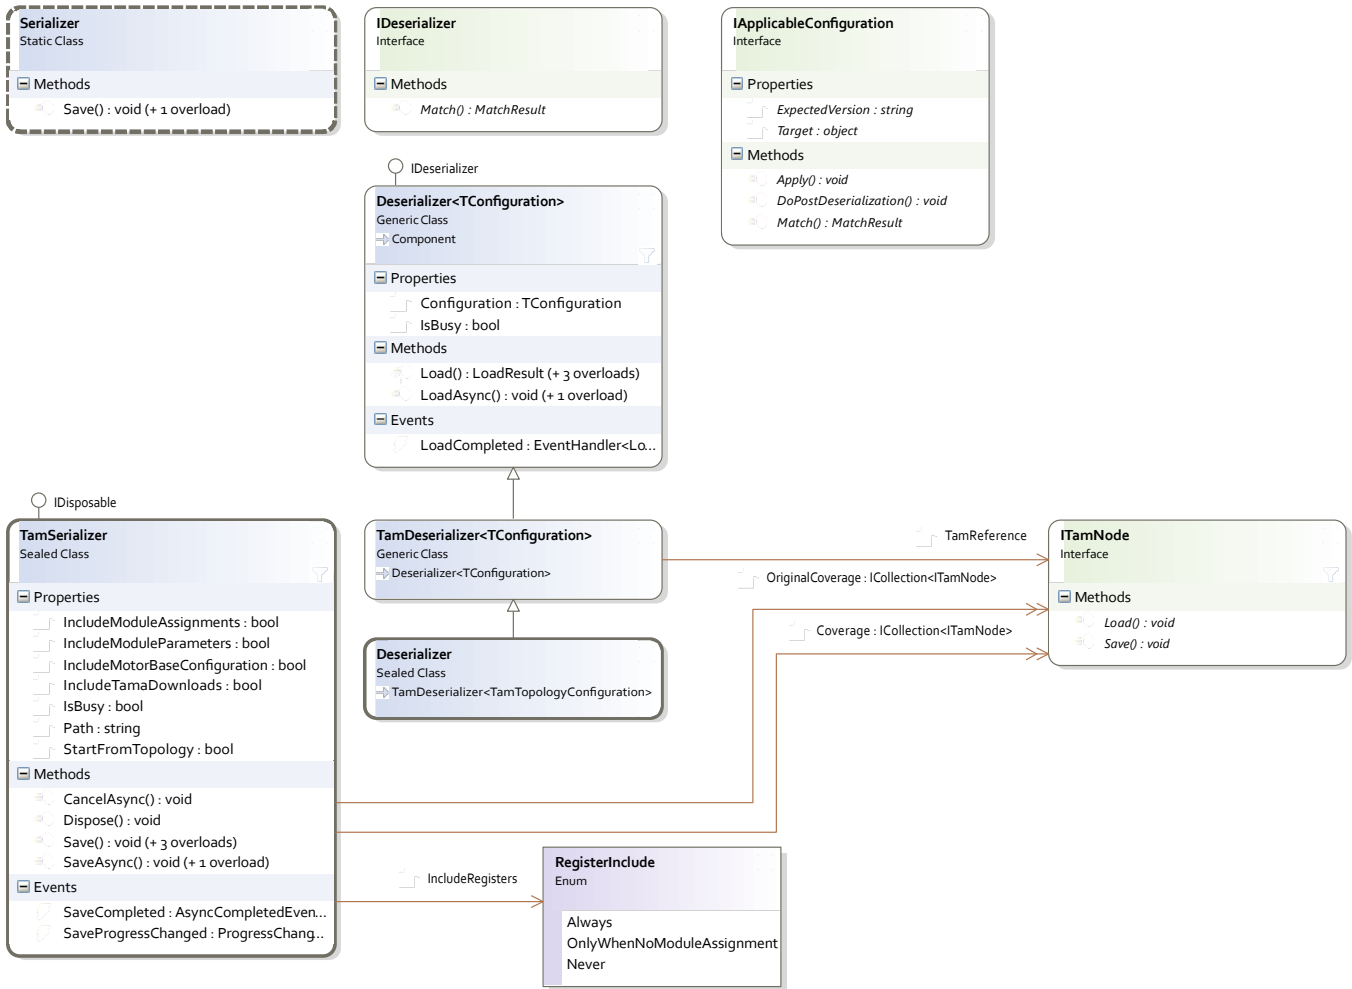 Serializer
Static Class
Methods
Save() : void (+ 1 overload)
IDeserializer
Interface
Methods
Match() : MatchResult
IApplicableConfiguration
Interface
Properties
ExpectedVersion : string
Target : object
Methods
Apply() : void
DoPostDeserialization() : void
Match() : MatchResult
IDeserializer
Deserializer<TConfiguration>
Generic Class
Component
Properties
Configuration : TConfiguration
IsBusy : bool
Methods
Load() : LoadResult (+ 3 overloads)
LoadAsync() : void (+ 1 overload)
Events
LoadCompleted : EventHandler<Lo...
IDisposable
TamSerializer
Sealed Class
Properties
IncludeModuleAssignments : bool
IncludeModuleParameters : bool
IncludeMotorBaseConfiguration : bool
IncludeTamaDownloads : bool
IsBusy : bool
Path : string
StartFromTopology : bool
Methods
CancelAsync() : void
Dispose() : void
Save() : void (+ 3 overloads)
SaveAsync() : void (+ 1 overload)
Events
SaveCompleted : AsyncCompletedEven...
SaveProgressChanged : ProgressChang...
TamDeserializer<TConfiguration>
Generic Class
Deserializer<TConfiguration>
Deserializer
Sealed Class
TamDeserializer<TamTopologyConfiguration>
TamReference
OriginalCoverage : ICollection<ITamNode>
Coverage : ICollection<ITamNode>
ITamNode
Interface
Methods
Load() : void
Save() : void
IncludeRegisters
RegisterInclude
Enum
Always
OnlyWhenNoModuleAssignment
Never